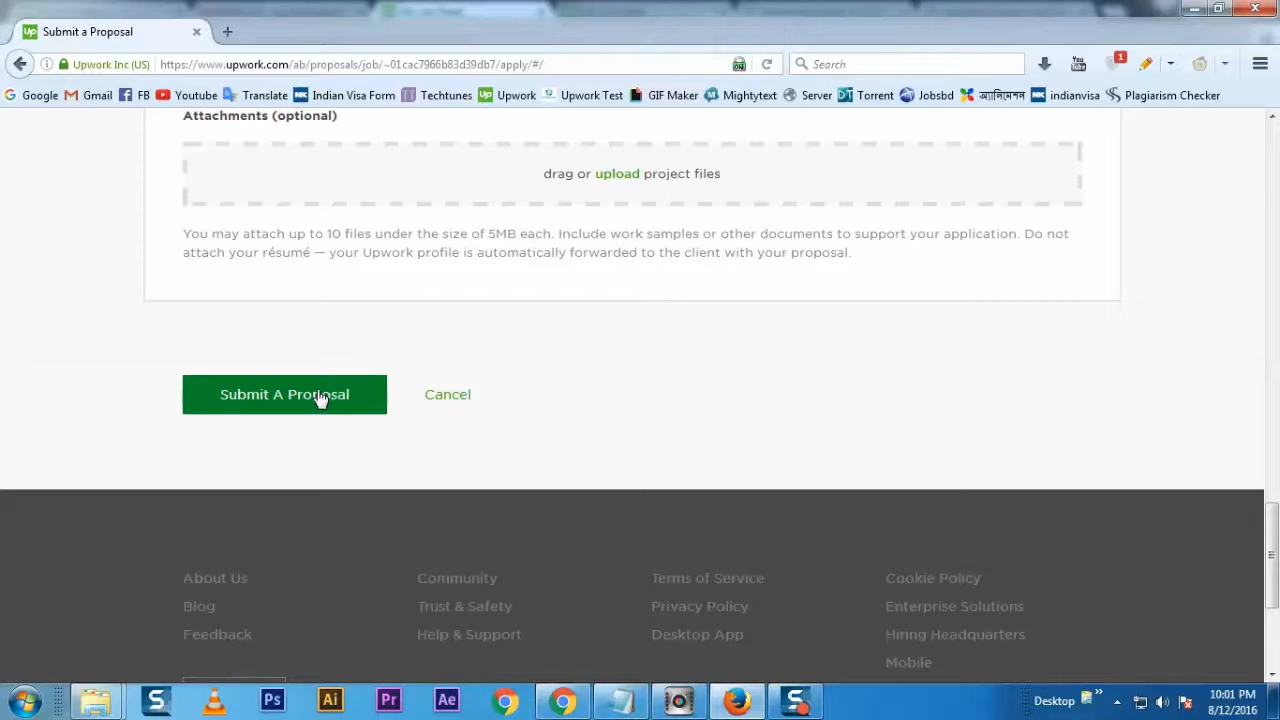 Submit a Proposal
Upwork Inc (US) https://www.upwork.com/ab/proposals/job/~01cac7966b83d39db7/apply/#/ Search 1
Google Gmail FB Youtube Translate Indian Visa Form Techtunes Upwork Upwork Test GIF Maker Mightytext Server Torrent Jobsbd অ্যানিমেশন indianvisa Plagiarism Checker
Attachments (optional)
drag or upload project files
You may attach up to 10 files under the size of 5MB each. Include work samples or other documents to support your application. Do not
attach your résumé — your Upwork profile is automatically forwarded to the client with your proposal.
Submit A Proposal Cancel
About Us Community Terms of Service Cookie Policy
Blog Trust & Safety Privacy Policy Enterprise Solutions
Feedback Help & Support Desktop App Hiring Headquarters
Mobile
Desktop 10:01 PM
8/12/2016